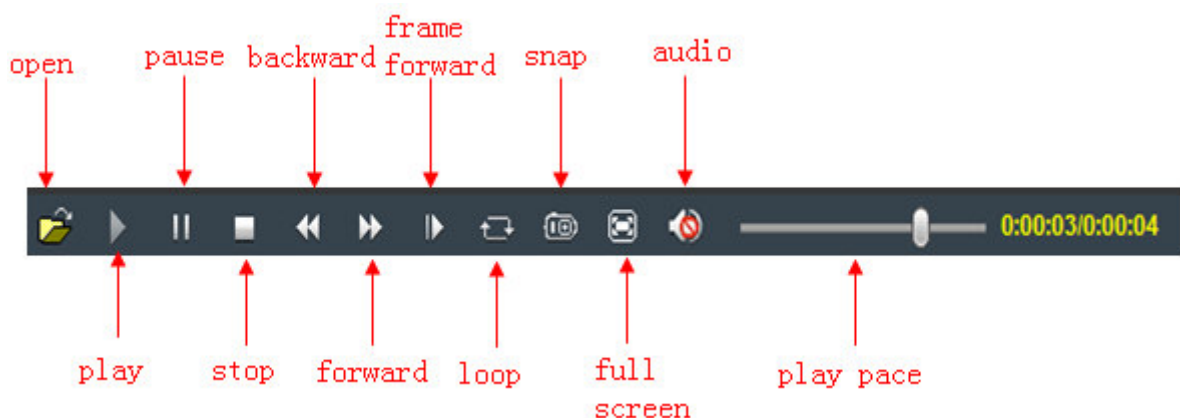 open
pause
backward
frame
forward
snap
audio
0:00:03/0:00:04
play
stop
forward
loop
full
screen
play pace